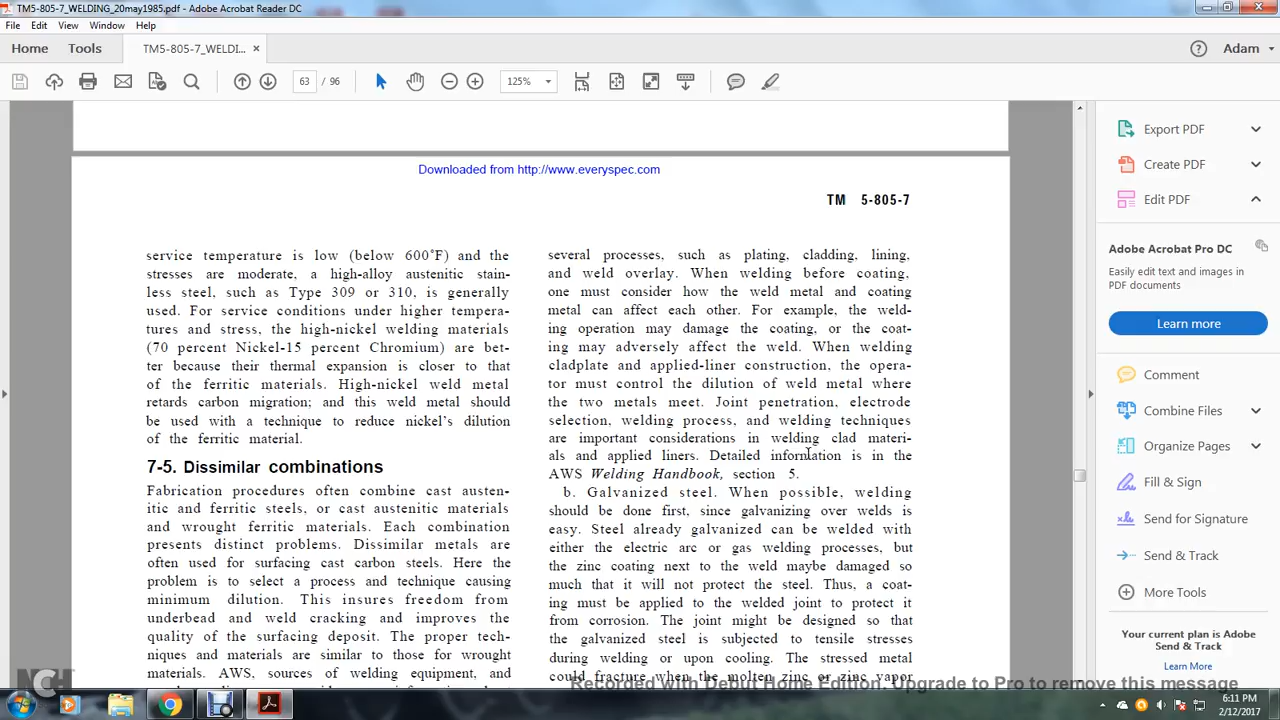 TM5-805-7_WELDING_20may1985.pdf - Adobe Acrobat Reader DC
File Edit View Window Help
Home Tools TM5-805-7_WELDI... × Adam
63 / 96 125%
Downloaded from http://www.everyspec.com
TM 5-805-7
service temperature is low (below 600˚F) and the
stresses are moderate, a high-alloy austenitic stain-
less steel, such as Type 309 or 310, is generally
used. For service conditions under higher tempera-
tures and stress, the high-nickel welding materials
(70 percent Nickel-15 percent Chromium) are bet-
ter because their thermal expansion is closer to that
of the ferritic materials. High-nickel weld metal
retards carbon migration; and this weld metal should
be used with a technique to reduce nickel's dilution
of the ferritic material.
7-5. Dissimilar combinations
Fabrication procedures often combine cast austen-
itic and ferritic steels, or cast austenitic materials
and wrought ferritic materials. Each combination
presents distinct problems. Dissimilar metals are
often used for surfacing cast carbon steels. Here the
problem is to select a process and technique causing
minimum dilution. This insures freedom from
underbead and weld cracking and improves the
quality of the surfacing deposit. The proper tech-
niques and materials are similar to those for wrought
materials. AWS, sources of welding equipment, and
several processes, such as plating, cladding, lining,
and weld overlay. When welding before coating,
one must consider how the weld metal and coating
metal can affect each other. For example, the weld-
ing operation may damage the coating, or the coat-
ing may adversely affect the weld. When welding
cladplate and applied-liner construction, the opera-
tor must control the dilution of weld metal where
the two metals meet. Joint penetration, electrode
selection, welding process, and welding techniques
are important considerations in welding clad materi-
als and applied liners. Detailed information is in the
AWS Welding Handbook, section 5.
b. Galvanized steel. When possible, welding
should be done first, since galvanizing over welds is
easy. Steel already galvanized can be welded with
either the electric arc or gas welding processes, but
the zinc coating next to the weld maybe damaged so
much that it will not protect the steel. Thus, a coat-
ing must be applied to the welded joint to protect it
from corrosion. The joint might be designed so that
the galvanized steel is subjected to tensile stresses
during welding or upon cooling. The stressed metal
could fracture when the molten zinc or zinc vapor
Export PDF
Create PDF
Edit PDF
Adobe Acrobat Pro DC
Easily edit text and images in
PDF documents
Learn more
Comment
Combine Files
Organize Pages
Fill & Sign
Send for Signature
Send & Track
More Tools
Your current plan is Adobe
Send & Track
Learn More
Recorded with Debut Home Edition. Upgrade to Pro to remove this message
NCH
6:11 PM
2/12/2017